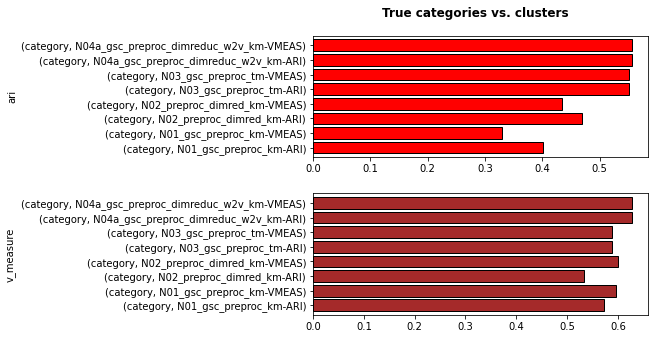 True categories vs. clusters
ari
(category, N04a_gsc_preproc_dimreduc_w2v_km-VMEAS)
(category, N04a_gsc_preproc_dimreduc_w2v_km-ARI)
(category, N03_gsc_preproc_tm-VMEAS)
(category, N03_gsc_preproc_tm-ARI)
(category, N02_preproc_dimred_km-VMEAS)
(category, N02_preproc_dimred_km-ARI)
(category, N01_gsc_preproc_km-VMEAS)
(category, N01_gsc_preproc_km-ARI)
0.0 0.1 0.2 0.3 0.4 0.5
v_measure
(category, N04a_gsc_preproc_dimreduc_w2v_km-VMEAS)
(category, N04a_gsc_preproc_dimreduc_w2v_km-ARI)
(category, N03_gsc_preproc_tm-VMEAS)
(category, N03_gsc_preproc_tm-ARI)
(category, N02_preproc_dimred_km-VMEAS)
(category, N02_preproc_dimred_km-ARI)
(category, N01_gsc_preproc_km-VMEAS)
(category, N01_gsc_preproc_km-ARI)
0.0 0.1 0.2 0.3 0.4 0.5 0.6